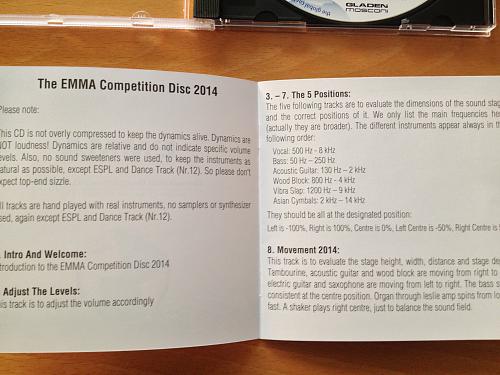 GLADEN
MOSCONI
The EMMA Competition Disc 2014
Please note:
This CD is not overly compressed to keep the dynamics alive. Dynamics are
NOT loudness! Dynamics are relative and do not indicate specific volume
levels. Also, no sound sweeteners were used, to keep the instruments as
natural as possible, except ESPL and Dance Track (Nr.12). So please don't
expect top-end sizzle.
All tracks are hand played with real instruments, no samplers or synthesizer
used, again except ESPL and Dance Track (Nr.12).
. Intro And Welcome:
ntroduction to the EMMA Competition Disc 2014
. Adjust The Levels:
his track is to adjust the volume accordingly
3. – 7. The 5 Positions:
The five following tracks are to evaluate the dimensions of the sound stag
and the correct positions of it. We only list the main frequencies her
(actually they are broader). The different instruments appear always in th
following order:
Vocal: 500 Hz - 8 kHz
Bass: 50 Hz – 250 Hz
Acoustic Guitar: 130 Hz – 2 kHz
Wood Block: 800 Hz - 4 kHz
Vibra Slap: 1200 Hz – 9 kHz
Asian Cymbals: 2 kHz – 14 kHz
They should be all at the designated position:
Left is -100%, Right is 100%, Centre is 0%, Left Centre is -50%, Right Centre is
8. Movement 2014:
This track is to evaluate the stage height, width, distance and stage de
Tambourine, acoustic guitar and wood block are moving from right to
electric guitar and saxophone are moving from left to right. The bass s
consistent at the centre position. Organ through leslie amp spins from lo
fast. A shaker plays right centre, just to balance the sound field.